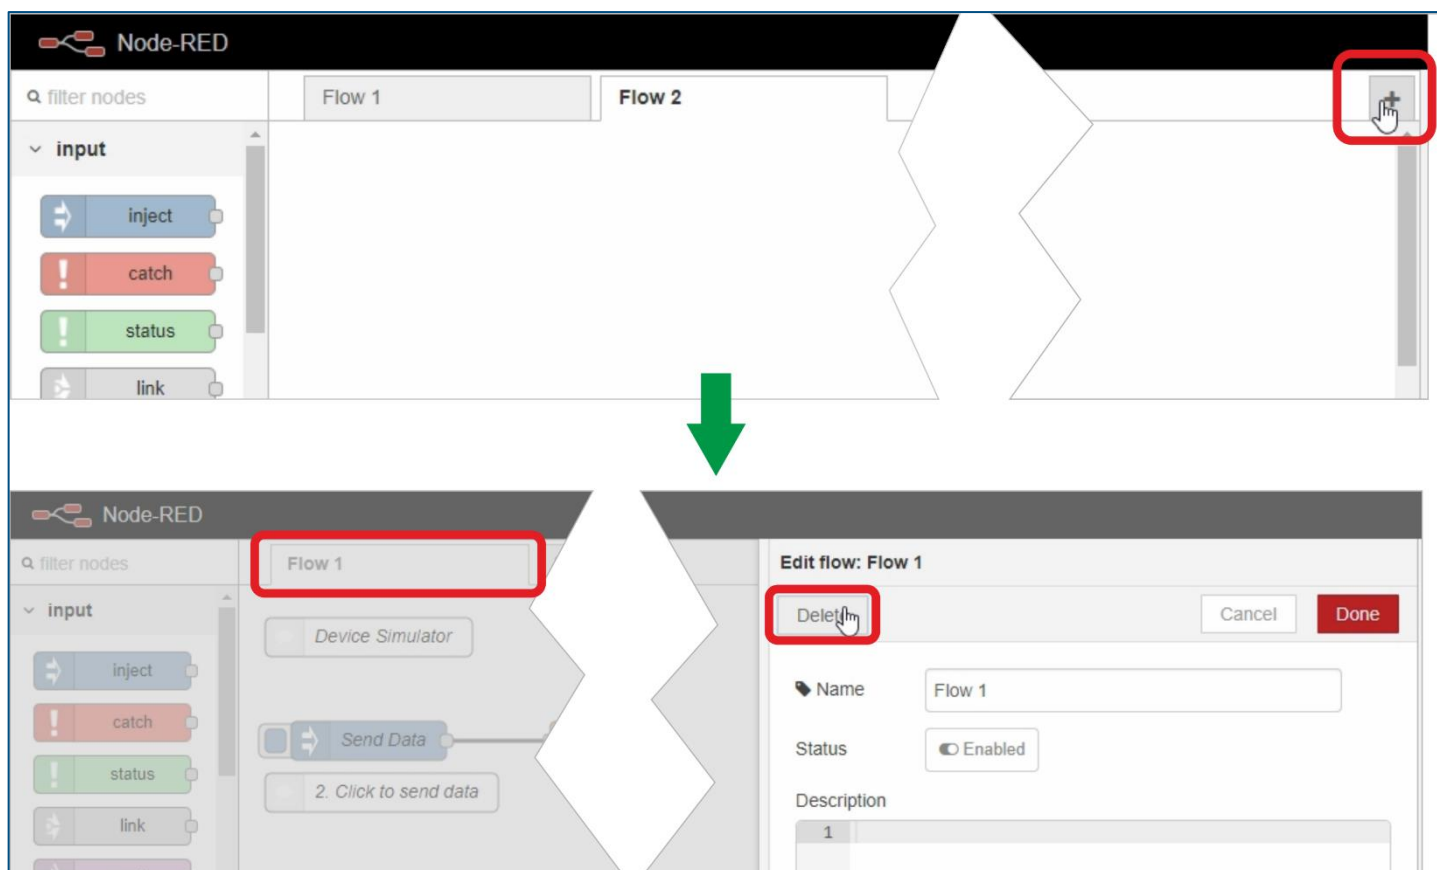 Node-RED
filter nodes
Flow 1
Flow 2
+
input
inject
catch
status
link
Node-RED
filter nodes
Flow 1
Edit flow: Flow 1
input
Delet
Cancel
Done
Device Simulator
inject
Name
Flow 1
catch
Send Data
Status
Enabled
status
2. Click to send data
Description
link
1